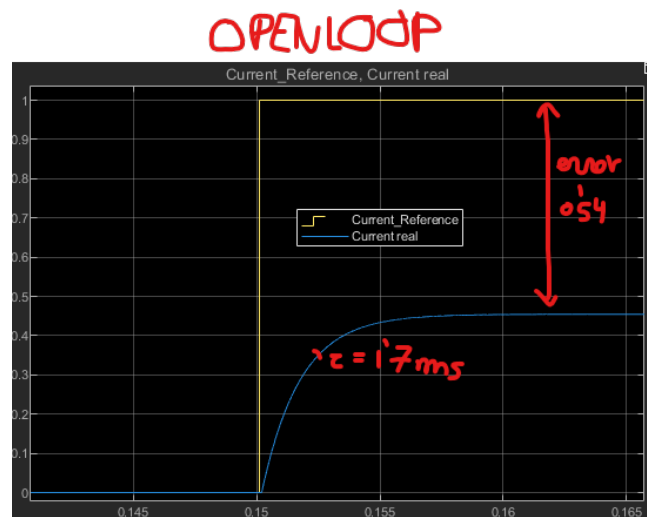 OPENLOOP
Current_Reference, Current real
1
0.9
error
0.8
0'54
0.7
Current_Reference
Current real
0.6
0.5
0.4
τ = 1'7ms
0.3
0.2
0.1
0
0.145
0.15
0.155
0.16
0.165